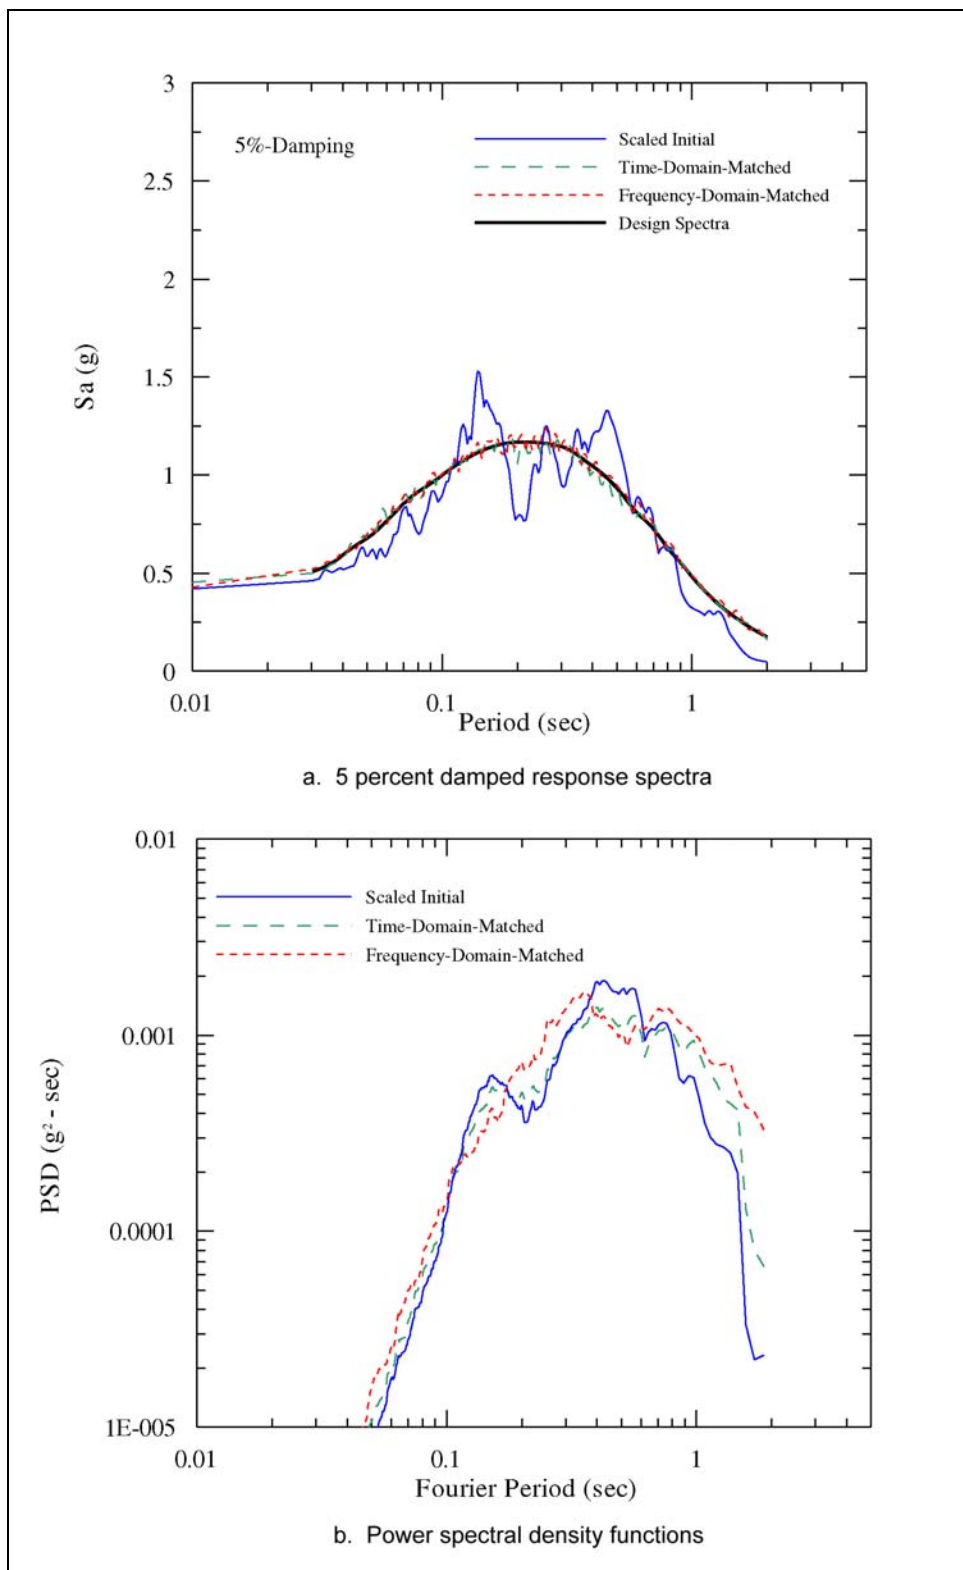 3
5%-Damping
Scaled Initial
Time-Domain-Matched
2.5
Frequency-Domain-Matched
Design Spectra
2
Sa (g)
1.5
1
0.5
0
0.01
0.1
1
Period (sec)
a. 5 percent damped response spectra
0.01
Scaled Initial
Time-Domain-Matched
Frequency-Domain-Matched
0.001
PSD (g² - sec)
0.0001
1E-005
0.01
0.1
1
Fourier Period (sec)
b. Power spectral density functions